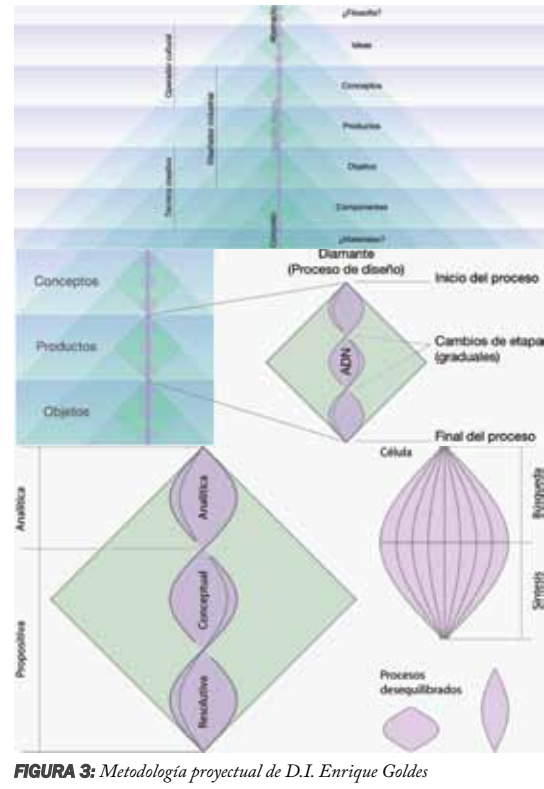 ¿Filosofía?
Ideas
Conceptos
Productos
Objetos
Componentes
¿Materiales?
Abstracto
Concreto
Operador cultural
Diseñador industrial
Técnico creativo
Conceptos
Productos
Objetos
Diamante
(Proceso de diseño)
ADN
Inicio del proceso
Cambios de etapa
(graduales)
Final del proceso
Analítica
Propositiva
Analítica
Conceptual
Resolutiva
Célula
Búsqueda
Síntesis
Procesos
desequilibrados
FIGURA 3: Metodología proyectual de D.I. Enrique Goldes